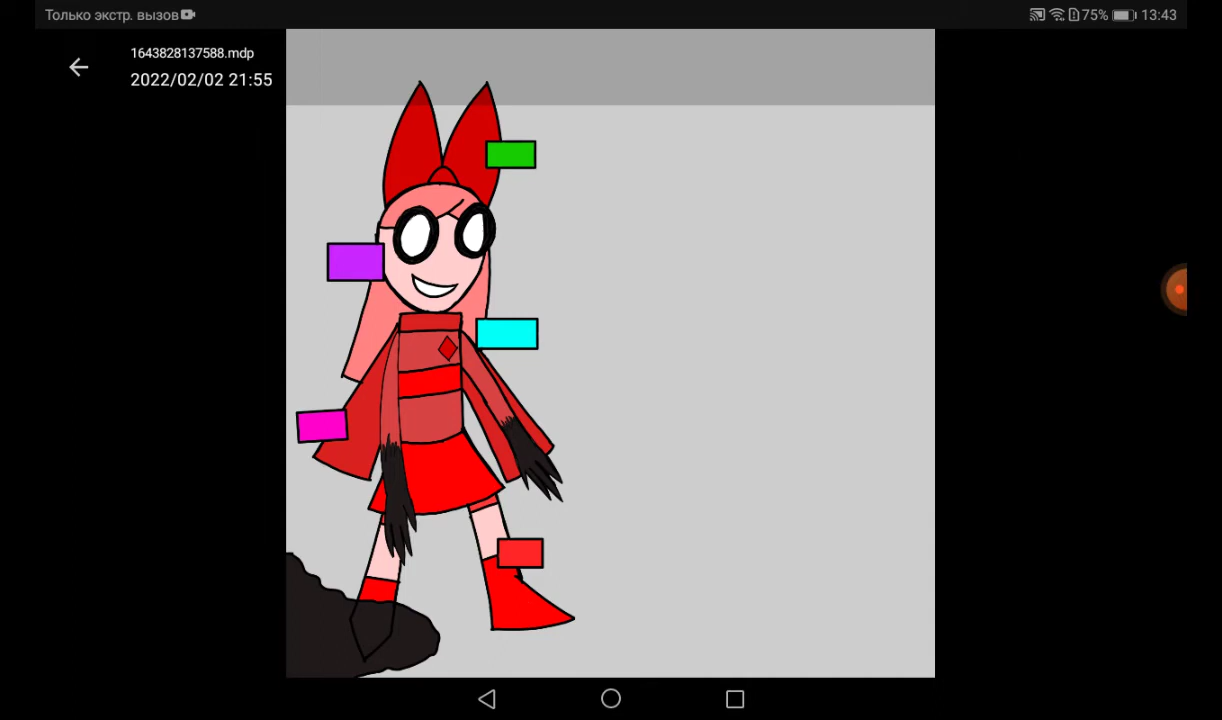 Только экстр. вызов
75% 13:43
1643828137588.mdp
2022/02/02 21:55